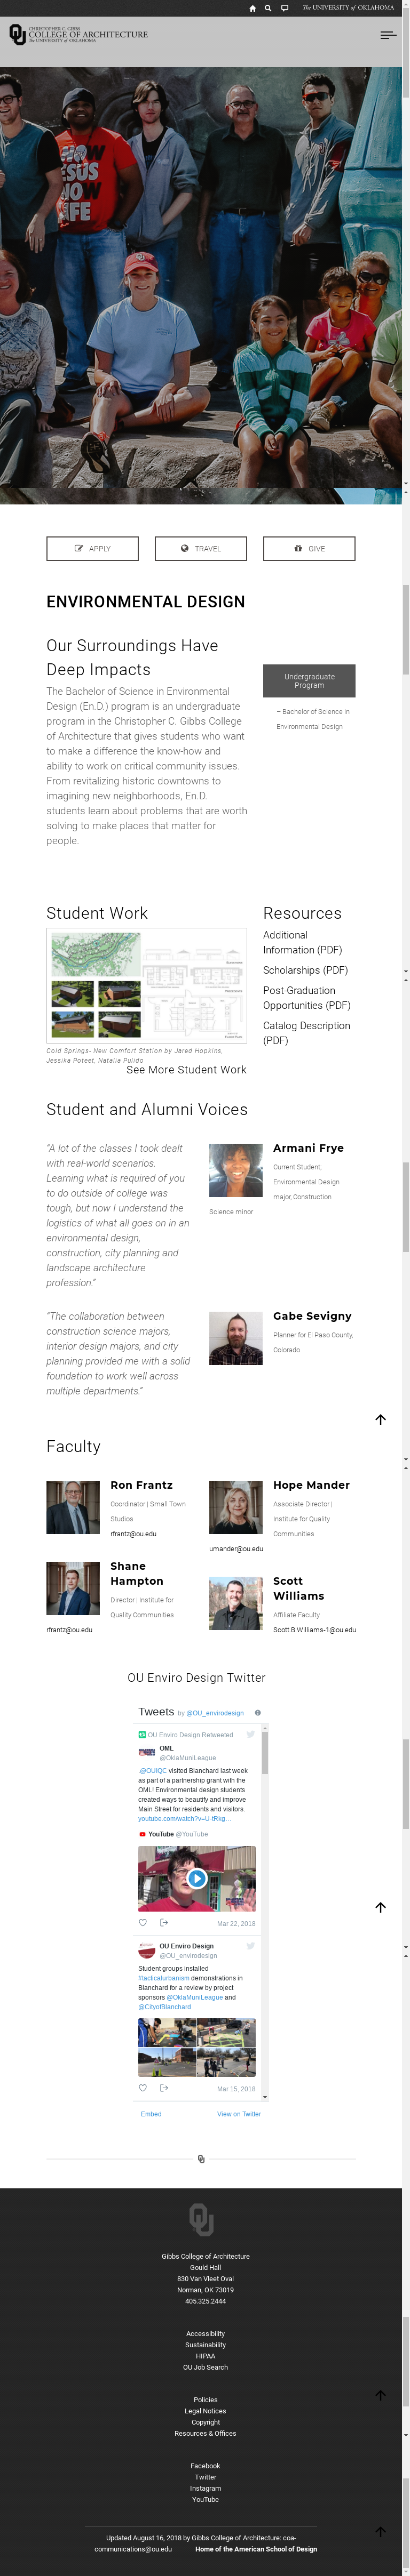 The UNIVERSITY of OKLAHOMA
CHRISTOPHER C. GIBBS
COLLEGE OF ARCHITECTURE
The UNIVERSITY of OKLAHOMA
NOW
JESUS
NOW
LIFE
APPLY
TRAVEL
GIVE
ENVIRONMENTAL DESIGN
Our Surroundings Have
Deep Impacts
The Bachelor of Science in Environmental
Design (En.D.) program is an undergraduate
program in the Christopher C. Gibbs College
of Architecture that gives students who want
to make a difference the know-how and
ability to work on critical community issues.
From revitalizing historic downtowns to
imagining new neighborhoods, En.D.
students learn about problems that are worth
solving to make places that matter for
people.
Undergraduate
Program
– Bachelor of Science in
Environmental Design
Student Work
Cold Springs- New Comfort Station by Jared Hopkins,
Jessika Poteet, Natalia Pulido
See More Student Work
Resources
Additional
Information (PDF)
Scholarships (PDF)
Post-Graduation
Opportunities (PDF)
Catalog Description
(PDF)
Student and Alumni Voices
“A lot of the classes I took dealt
with real-world scenarios.
Learning what is required of you
to do outside of college was
tough, but now I understand the
logistics of what all goes on in an
environmental design,
construction, city planning and
landscape architecture
profession.”
Armani Frye
Current Student;
Environmental Design
major, Construction
Science minor
“The collaboration between
construction science majors,
interior design majors, and city
planning provided me with a solid
foundation to work well across
multiple departments.”
Gabe Sevigny
Planner for El Paso County,
Colorado
Faculty
Ron Frantz
Coordinator | Small Town
Studios
rfrantz@ou.edu
Hope Mander
Associate Director |
Institute for Quality
Communities
umander@ou.edu
Shane
Hampton
Director | Institute for
Quality Communities
rfrantz@ou.edu
Scott
Williams
Affiliate Faculty
Scott.B.Williams-1@ou.edu
OU Enviro Design Twitter
Tweets by @OU_envirodesign
OU Enviro Design Retweeted
OML
@OklaMuniLeague
.@OUIQC visited Blanchard last week
as part of a partnership grant with the
OML! Environmental design students
created ways to beautify and improve
Main Street for residents and visitors.
youtube.com/watch?v=U-tRkg…
YouTube @YouTube
Mar 22, 2018
OU Enviro Design
@OU_envirodesign
Student groups installed
#tacticalurbanism demonstrations in
Blanchard for a review by project
sponsors @OklaMuniLeague and
@CityofBlanchard
Mar 15, 2018
Embed
View on Twitter
Gibbs College of Architecture
Gould Hall
830 Van Vleet Oval
Norman, OK 73019
405.325.2444
Accessibility
Sustainability
HIPAA
OU Job Search
Policies
Legal Notices
Copyright
Resources & Offices
Facebook
Twitter
Instagram
YouTube
Updated August 16, 2018 by Gibbs College of Architecture: coa-
communications@ou.edu
Home of the American School of Design